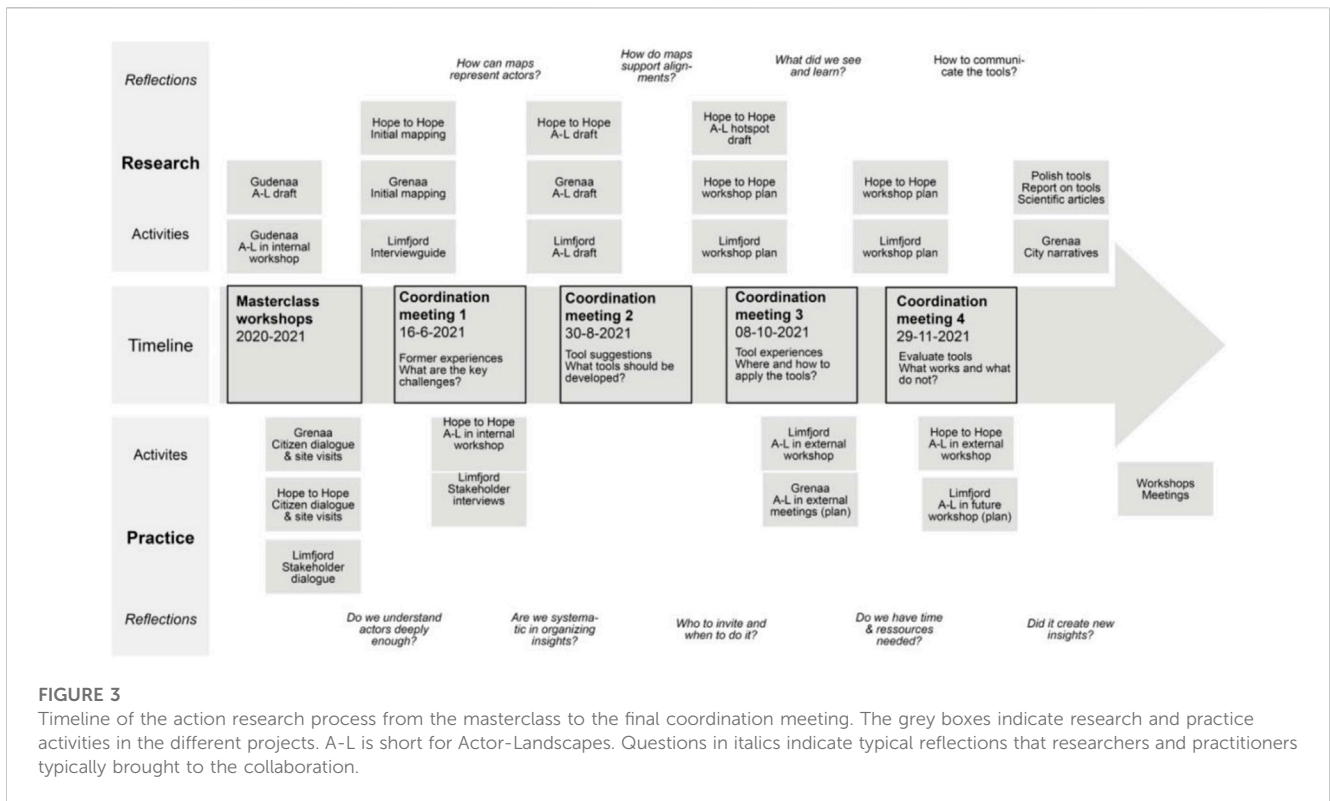 Reflections
How can maps
represent actors?
How do maps
support align-
ments?
What did we see
and learn?
How to communi-
cate the tools?
Research
Activities
Hope to Hope
Initial mapping
Hope to Hope
A-L draft
Hope to Hope
A-L hotspot
draft
Gudenaa
A-L draft
Grenaa
Initial mapping
Grenaa
A-L draft
Hope to Hope
workshop plan
Hope to Hope
workshop plan
Polish tools
Report on tools
Scientific articles
Gudenaa
A-L in internal
workshop
Limfjord
Interviewguide
Limfjord
A-L draft
Limfjord
workshop plan
Limfjord
workshop plan
Grenaa
City narratives
Timeline
Masterclass
workshops
2020-2021
Coordination
meeting 1
16-6-2021
Former experiences
What are the key
challenges?
Coordination
meeting 2
30-8-2021
Tool suggestions
What tools should be
developed?
Coordination
meeting 3
08-10-2021
Tool experiences
Where and how to
apply the tools?
Coordination
meeting 4
29-11-2021
Evaluate tools
What works and what
do not?
Activites
Practice
Grenaa
Citizen dialogue
& site visits
Hope to Hope
A-L in internal
workshop
Limfjord
A-L in external
workshop
Hope to Hope
A-L in external
workshop
Hope to Hope
Citizen dialogue
& site visits
Limfjord
Stakeholder
interviews
Grenaa
A-L in external
meetings (plan)
Limfjord
A-L in future
workshop (plan)
Workshops
Meetings
Limfjord
Stakeholder
dialogue
Reflections
Do we understand
actors deeply
enough?
Are we systema-
tic in organizing
insights?
Who to invite and
when to do it?
Do we have time
& ressources
needed?
Did it create new
insights?
FIGURE 3
Timeline of the action research process from the masterclass to the final coordination meeting. The grey boxes indicate research and practice
activities in the different projects. A-L is short for Actor-Landscapes. Questions in italics indicate typical reflections that researchers and practitioners
typically brought to the collaboration.